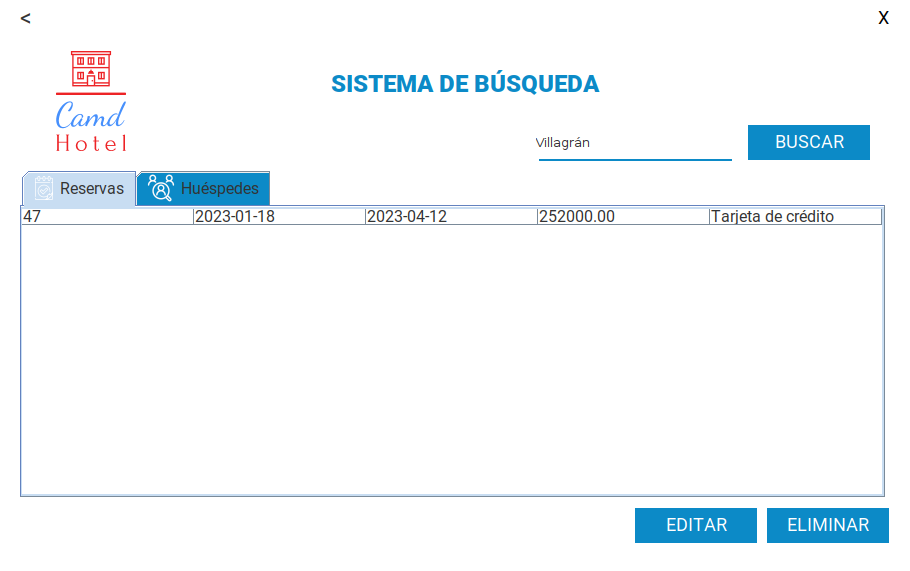 <
X
Camd
Hotel
SISTEMA DE BÚSQUEDA
Villagrán
BUSCAR
Reservas
Huéspedes
47 2023-01-18 2023-04-12 252000.00 Tarjeta de crédito
EDITAR
ELIMINAR